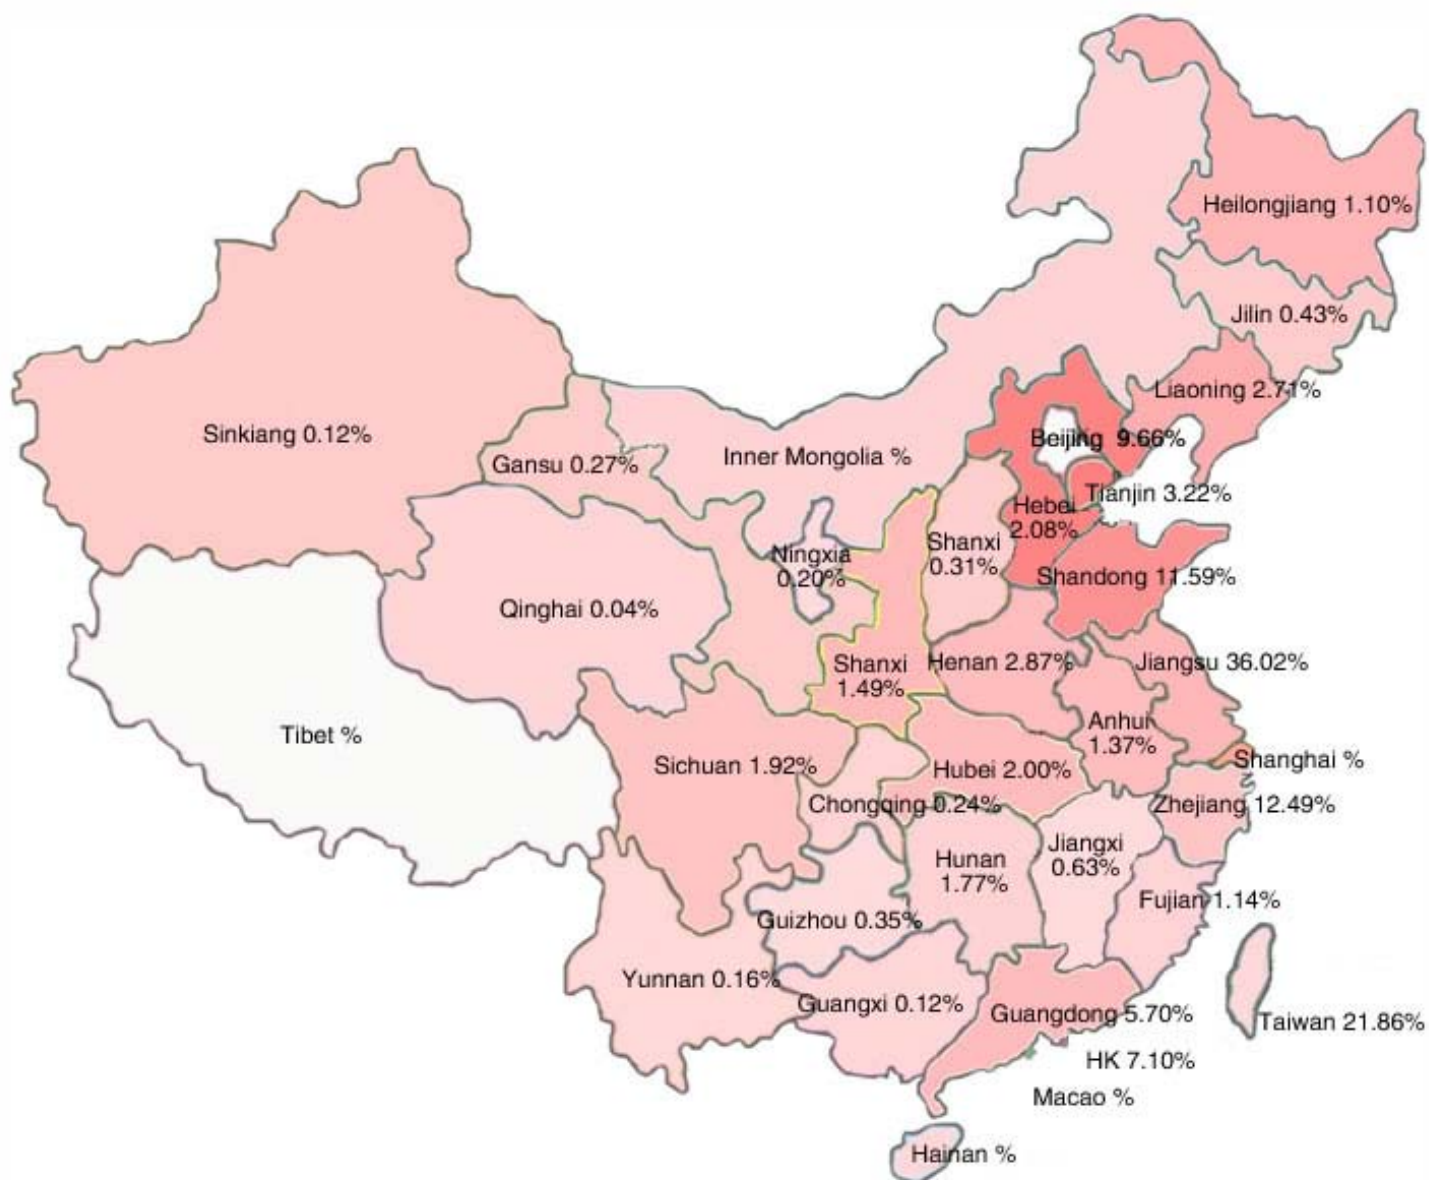 Heilongjiang 1.10%
Jilin 0.43%
Liaoning 2.71%
Sinkiang 0.12%
Gansu 0.27%
Inner Mongolia %
Beijing 9.66%
Tianjin 3.22%
Hebei
2.08%
Shanxi
0.31%
Ningxia
0.20%
Shandong 11.59%
Qinghai 0.04%
Shanxi
1.49%
Henan 2.87%
Jiangsu 36.02%
Tibet %
Anhui
1.37%
Sichuan 1.92%
Hubei 2.00%
Shanghai %
Chongqing 0.24%
Zhejiang 12.49%
Jiangxi
0.63%
Hunan
1.77%
Fujian 1.14%
Guizhou 0.35%
Yunnan 0.16%
Guangxi 0.12%
Guangdong 5.70%
Taiwan 21.86%
HK 7.10%
Macao %
Hainan %